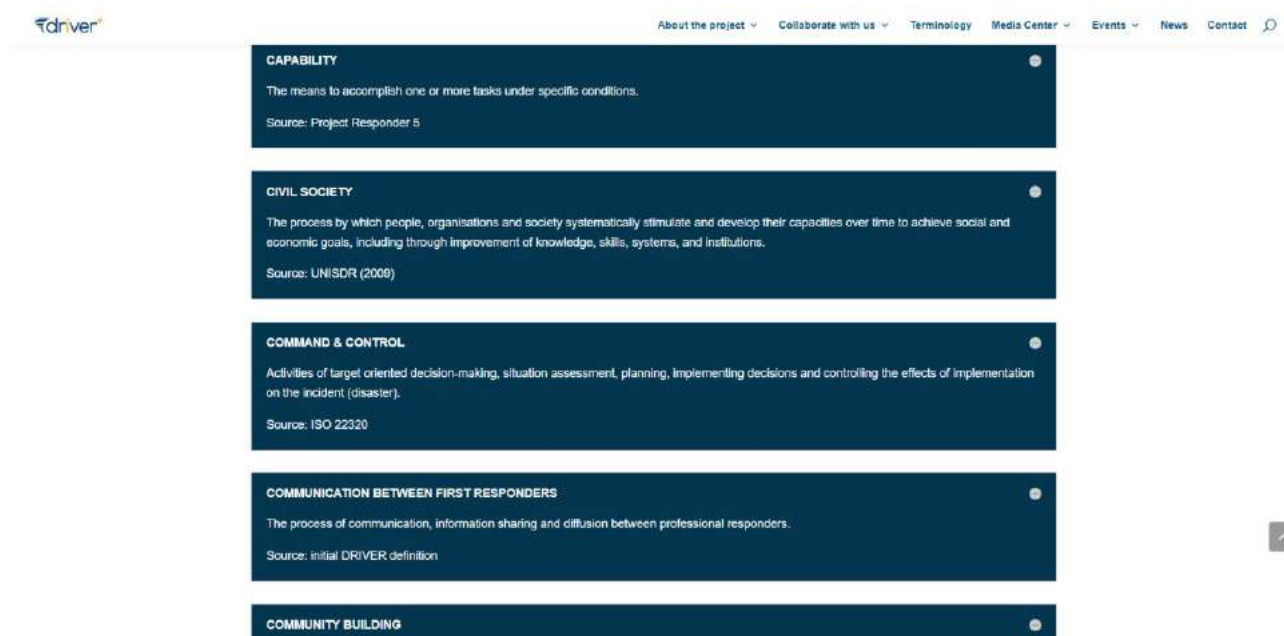 driver+
About the project
Collaborate with us
Terminology
Media Center
Events
News
Contact
CAPABILITY
The means to accomplish one or more tasks under specific conditions.
Source: Project Responder 5
CIVIL SOCIETY
The process by which people, organisations and society systematically stimulate and develop their capacities over time to achieve social and
economic goals, including through improvement of knowledge, skills, systems, and institutions.
Source: UNISDR (2009)
COMMAND & CONTROL
Activities of target oriented decision-making, situation assessment, planning, implementing decisions and controlling the effects of implementation
on the incident (disaster).
Source: ISO 22320
COMMUNICATION BETWEEN FIRST RESPONDERS
The process of communication, information sharing and diffusion between professional responders.
Source: initial DRIVER definition
COMMUNITY BUILDING